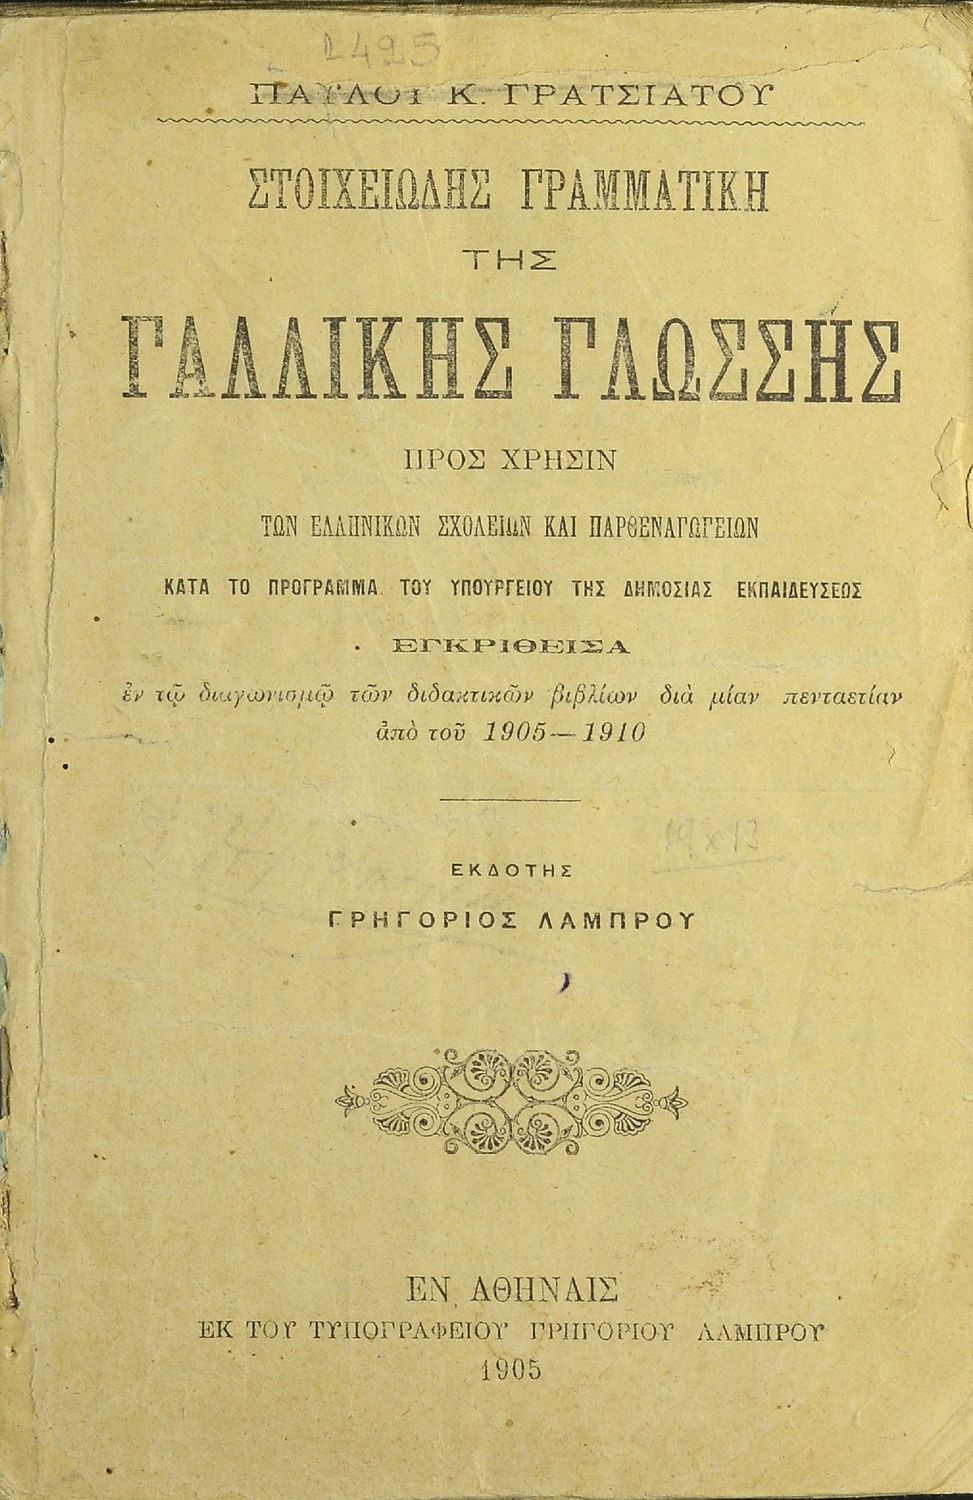 1495
ΠΑΥΛΟΥ Κ. ΓΡΑΤΣΙΑΤΟΥ
ΣΤΟΙΧΕΙΩΔΗΣ ΓΡΑΜΜΑΤΙΚΗ
ΤΗΣ
ΓΑΛΛΙΚΗΣ ΓΛΩΣΣΗΣ
ΠΡΟΣ ΧΡΗΣΙΝ
ΤΩΝ ΕΛΛΗΝΙΚΩΝ ΣΧΟΛΕΙΩΝ ΚΑΙ ΠΑΡΘΕΝΑΓΩΓΕΙΩΝ
ΚΑΤΑ ΤΟ ΠΡΟΓΡΑΜΜΑ ΤΟΥ ΥΠΟΥΡΓΕΙΟΥ ΤΗΣ ΔΗΜΟΣΙΑΣ ΕΚΠΑΙΔΕΥΣΕΩΣ
ΕΓΚΡΙΘΕΙΣΑ
ἐν τῷ διαγωνισμῷ τῶν διδακτικῶν βιβλίων διὰ μίαν πενταετίαν
ἀπὸ τοῦ 1905—1910
19x13
ΕΚΔΟΤΗΣ
ΓΡΗΓΟΡΙΟΣ ΛΑΜΠΡΟΥ
ΕΝ ΑΘΗΝΑΙΣ
ΕΚ ΤΟΥ ΤΥΠΟΓΡΑΦΕΙΟΥ ΓΡΗΓΟΡΙΟΥ ΛΑΜΠΡΟΥ
1905